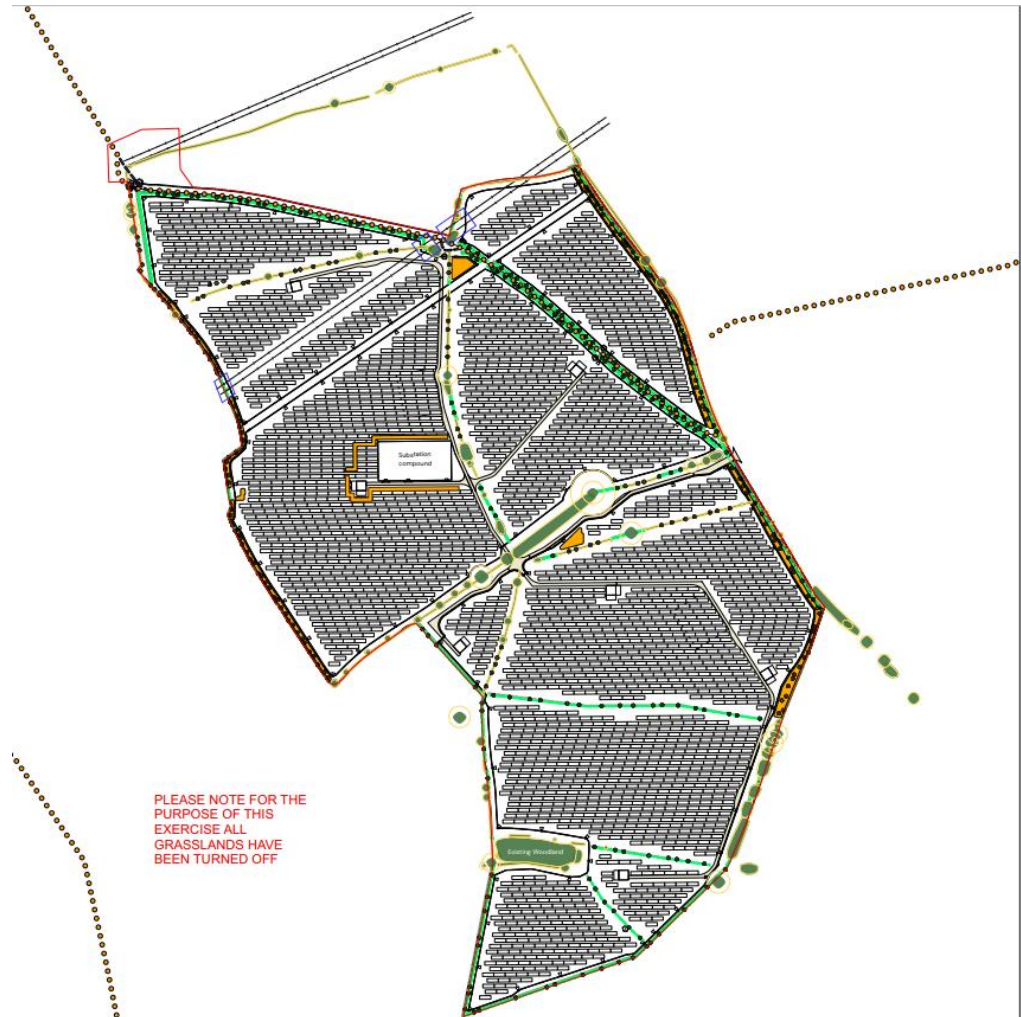 Substation
compound
PLEASE NOTE FOR THE
PURPOSE OF THIS
EXERCISE ALL
GRASSLANDS HAVE
BEEN TURNED OFF
Existing Woodland